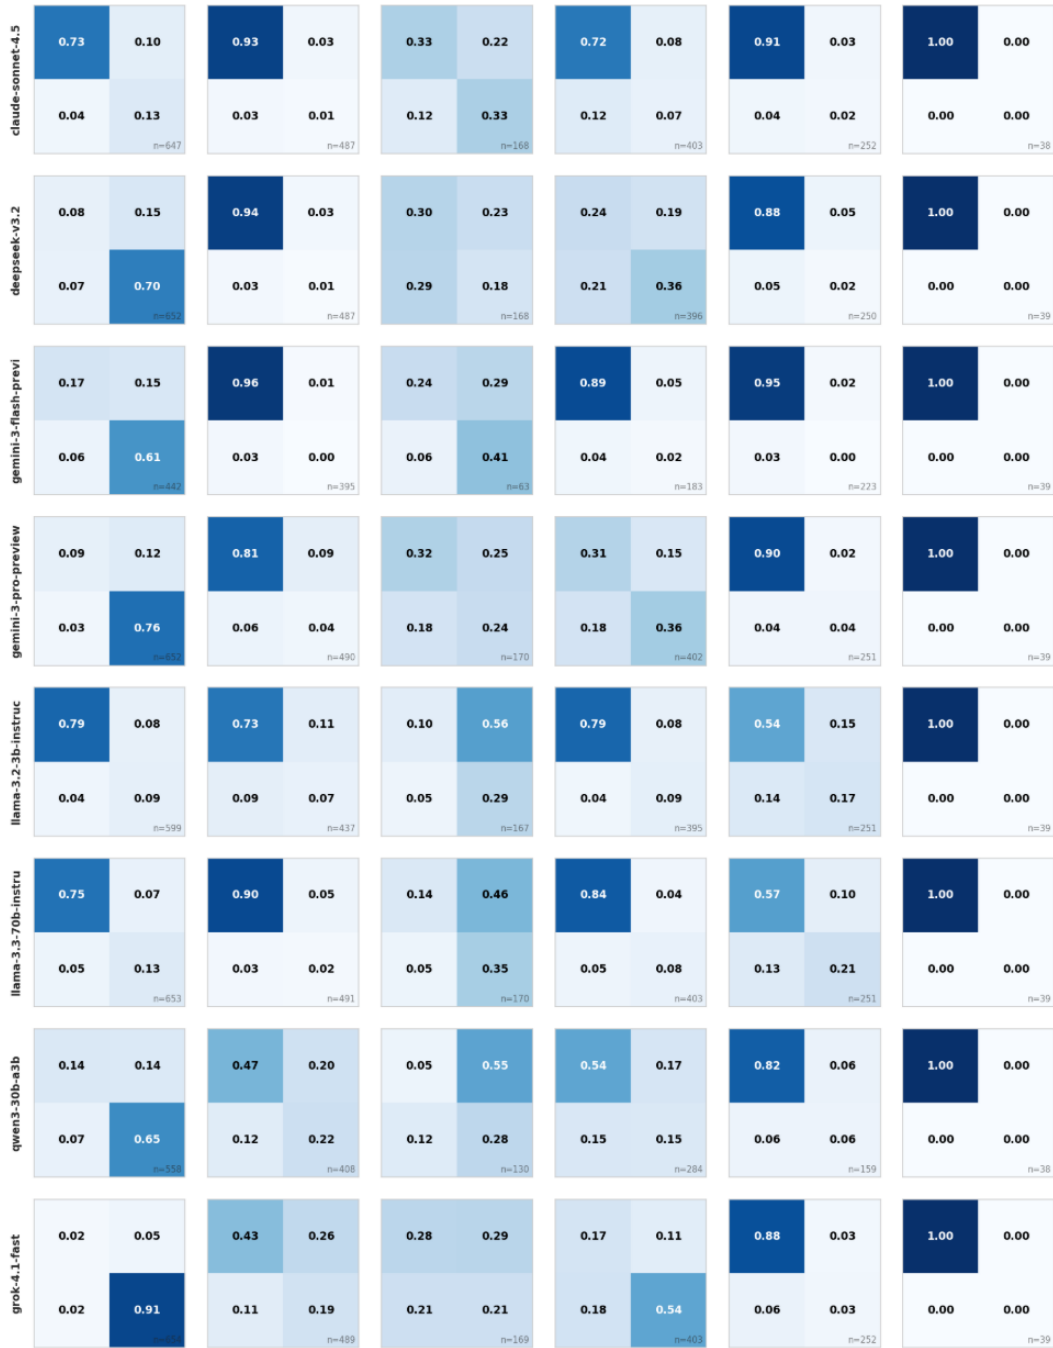 claude-sonnet-4.5
0.73 0.10 0.93 0.03 0.33 0.22 0.72 0.08 0.91 0.03 1.00 0.00
0.04 0.13 0.03 0.01 0.12 0.33 0.12 0.07 0.04 0.02 0.00 0.00
n=647 n=487 n=168 n=403 n=252 n=38
deepseek-v3.2
0.08 0.15 0.94 0.03 0.30 0.23 0.24 0.19 0.88 0.05 1.00 0.00
0.07 0.70 0.03 0.01 0.29 0.18 0.21 0.36 0.05 0.02 0.00 0.00
n=652 n=487 n=168 n=396 n=250 n=39
gemini-3-flash-previ
0.17 0.15 0.96 0.01 0.24 0.29 0.89 0.05 0.95 0.02 1.00 0.00
0.06 0.61 0.03 0.00 0.06 0.41 0.04 0.02 0.03 0.00 0.00 0.00
n=442 n=395 n=63 n=183 n=223 n=39
gemini-3-pro-preview
0.09 0.12 0.81 0.09 0.32 0.25 0.31 0.15 0.90 0.02 1.00 0.00
0.03 0.76 0.06 0.04 0.18 0.24 0.18 0.36 0.04 0.04 0.00 0.00
n=652 n=490 n=170 n=402 n=251 n=39
llama-3.2-3b-instruc
0.79 0.08 0.73 0.11 0.10 0.56 0.79 0.08 0.54 0.15 1.00 0.00
0.04 0.09 0.09 0.07 0.05 0.29 0.04 0.09 0.14 0.17 0.00 0.00
n=599 n=437 n=167 n=395 n=251 n=39
llama-3.3-70b-instru
0.75 0.07 0.90 0.05 0.14 0.46 0.84 0.04 0.57 0.10 1.00 0.00
0.05 0.13 0.03 0.02 0.05 0.35 0.05 0.08 0.13 0.21 0.00 0.00
n=653 n=491 n=170 n=403 n=251 n=39
qwen3-30b-a3b
0.14 0.14 0.47 0.20 0.05 0.55 0.54 0.17 0.82 0.06 1.00 0.00
0.07 0.65 0.12 0.22 0.12 0.28 0.15 0.15 0.06 0.06 0.00 0.00
n=558 n=408 n=130 n=284 n=159 n=38
grok-4.1-fast
0.02 0.05 0.43 0.26 0.28 0.29 0.17 0.11 0.88 0.03 1.00 0.00
0.02 0.91 0.11 0.19 0.21 0.21 0.18 0.54 0.06 0.03 0.00 0.00
n=489 n=169 n=403 n=252 n=39